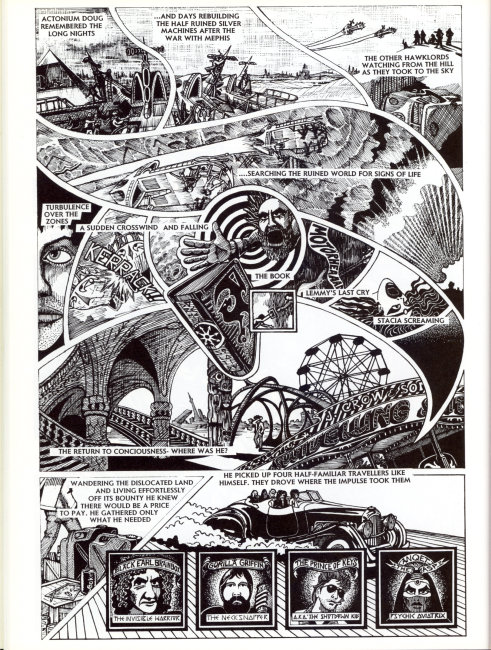 ACTONIUM DOUG
REMEMBERED THE
LONG NIGHTS
...AND DAYS REBUILDING
THE HALF RUINED SILVER
MACHINES AFTER THE
WAR WITH MEPHIS
THE OTHER HAWKLORDS
WATCHING FROM THE HILL
AS THEY TOOK TO THE SKY
....SEARCHING THE RUINED WORLD FOR SIGNS OF LIFE
TURBULENCE
OVER THE
ZONES
A SUDDEN CROSSWIND AND FALLING
THE BOOK
LEMMY'S LAST CRY
STACIA SCREAMING
THE RETURN TO CONCIOUSNESS- WHERE WAS HE?
WANDERING THE DISLOCATED LAND
AND LIVING EFFORTLESSLY
OFF ITS BOUNTY HE KNEW
THERE WOULD BE A PRICE
TO PAY, HE GATHERED ONLY
WHAT HE NEEDED
HE PICKED UP FOUR HALF-FAMILIAR TRAVELLERS LIKE
HIMSELF. THEY DROVE WHERE THE IMPULSE TOOK THEM
BLACK EARL
THE INVISIBLE WARRIOR
GORILLA GRIFFIN
THE NECKSNAPPER
THE PRINCE OF KEYS
A.K.A. THE SHUTDOWN KID
PSYCHIC AVIATRIX